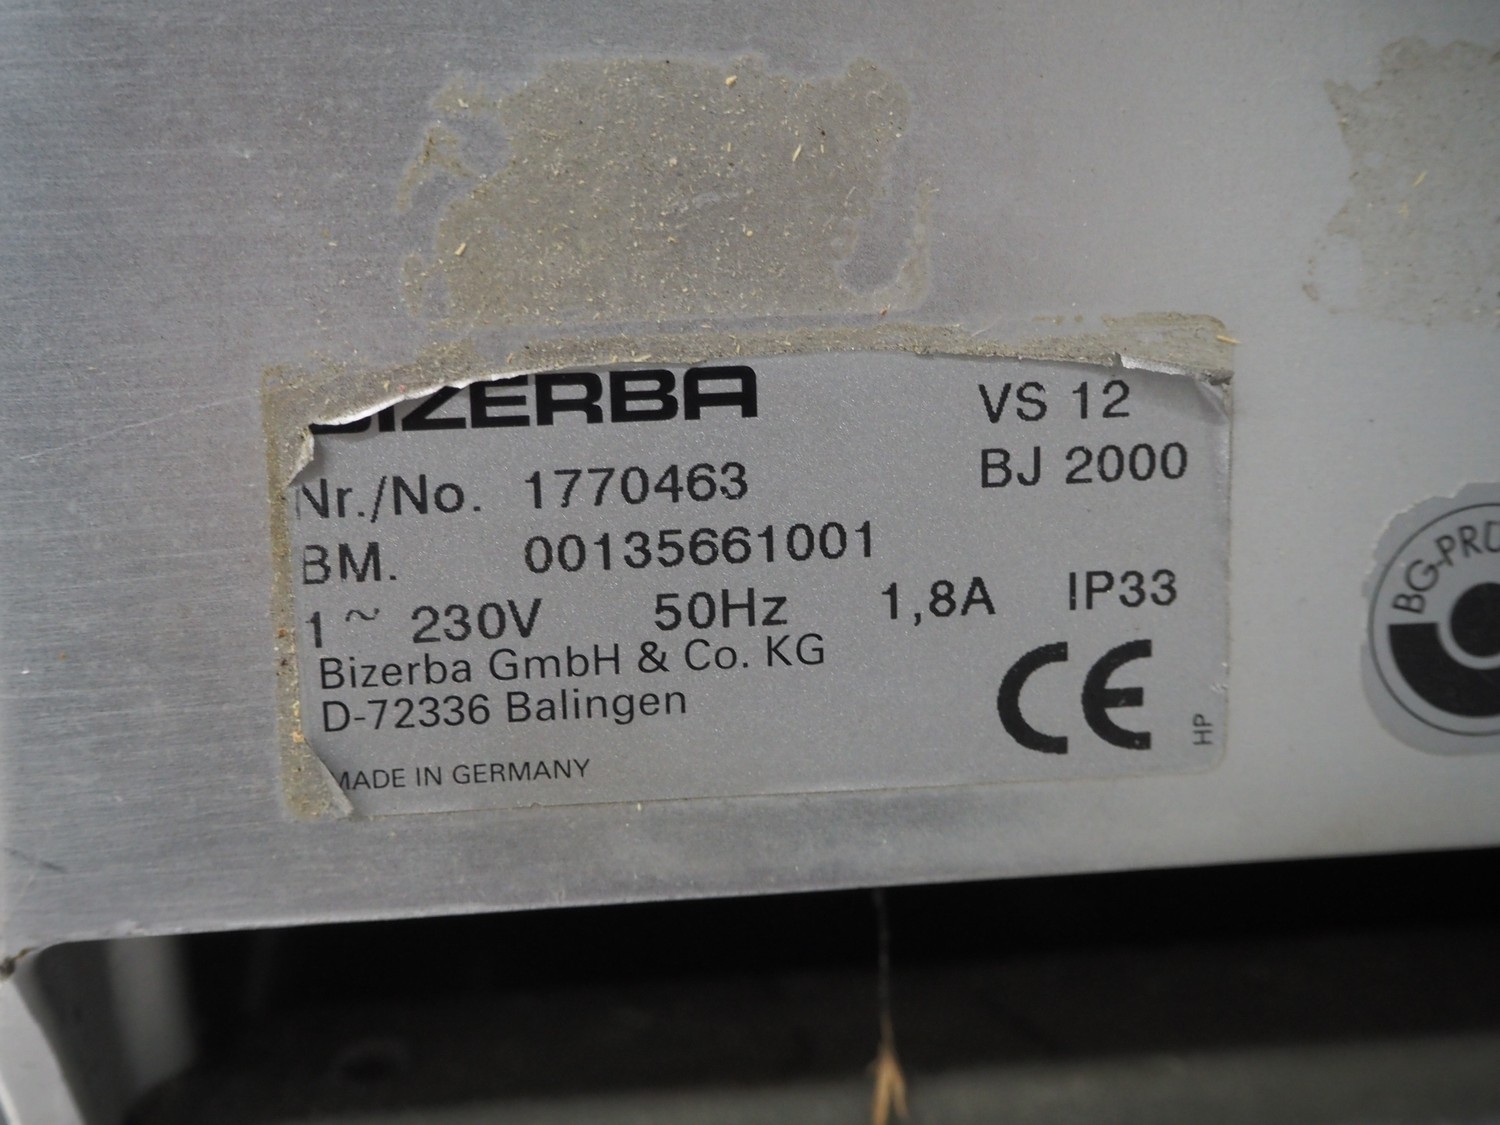 BIZERBA VS 12
Nr./No. 1770463 BJ 2000
BM. 00135661001
1 ~ 230V 50Hz 1,8A IP33
Bizerba GmbH & Co. KG
D-72336 Balingen
CE
HP
MADE IN GERMANY